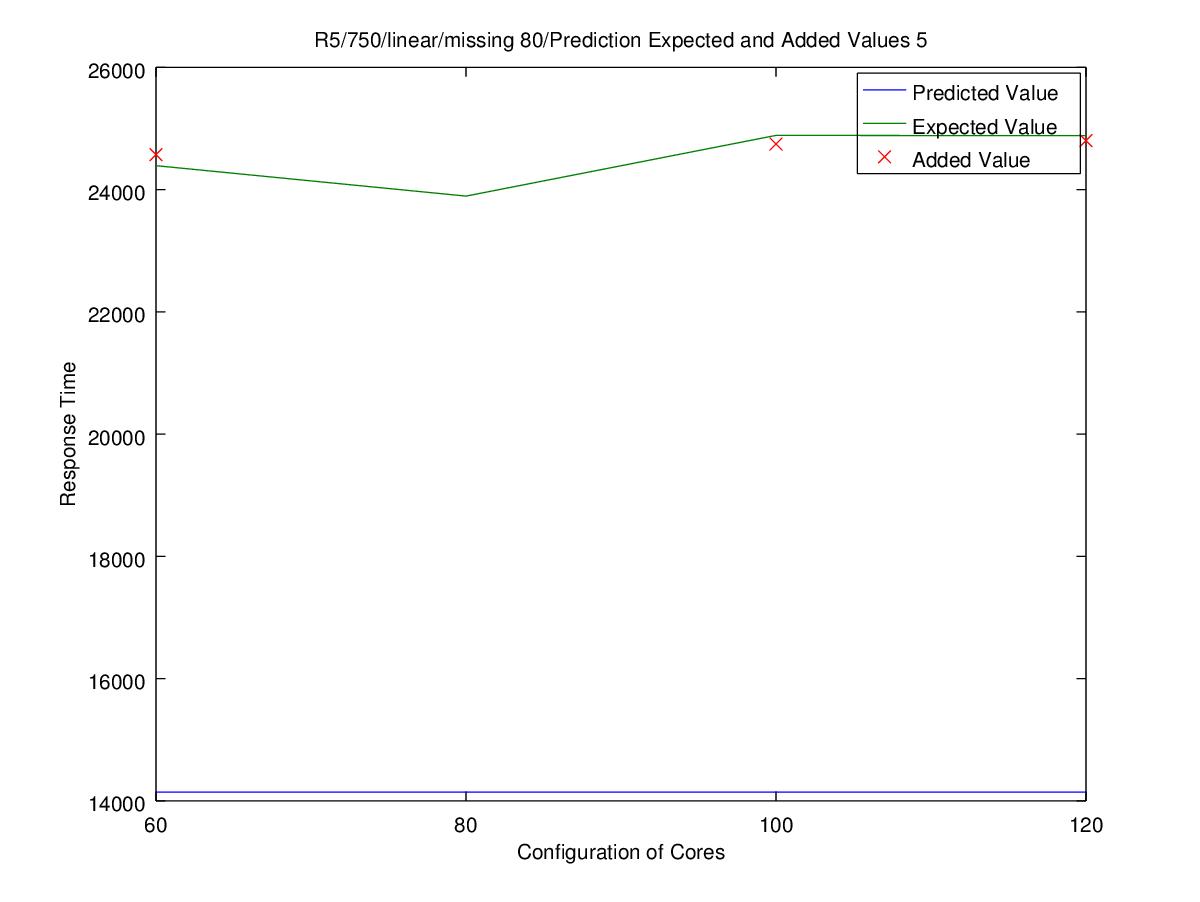 R5/750/linear/missing 80/Prediction Expected and Added Values 5
26000
24000
22000
20000
18000
16000
14000
Response Time
Predicted Value
Expected Value
Added Value
60 80 100 120
Configuration of Cores